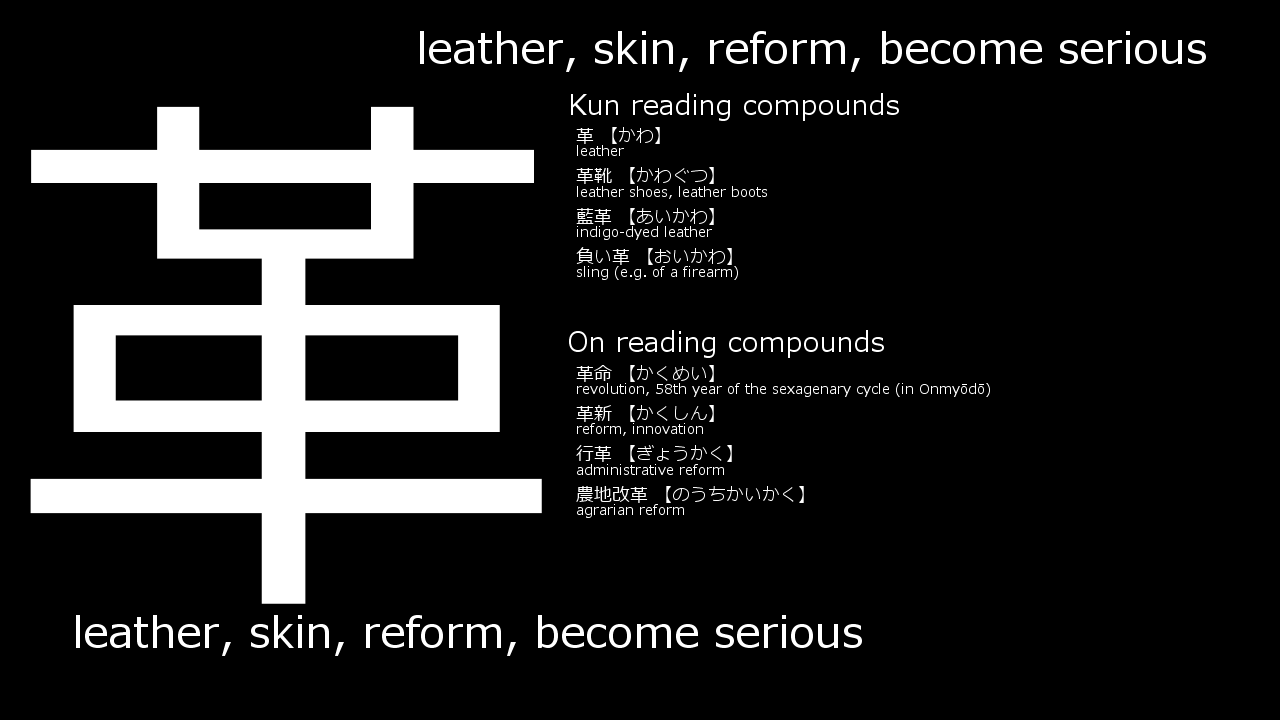 leather, skin, reform, become serious
革
Kun reading compounds
革 【かわ】
leather
革靴 【かわぐつ】
leather shoes, leather boots
藍革 【あいかわ】
indigo-dyed leather
負い革 【おいかわ】
sling (e.g. of a firearm)
On reading compounds
革命 【かくめい】
revolution, 58th year of the sexagenary cycle (in Onmyōdō)
革新 【かくしん】
reform, innovation
行革 【ぎょうかく】
administrative reform
農地改革 【のうちかいかく】
agrarian reform
leather, skin, reform, become serious